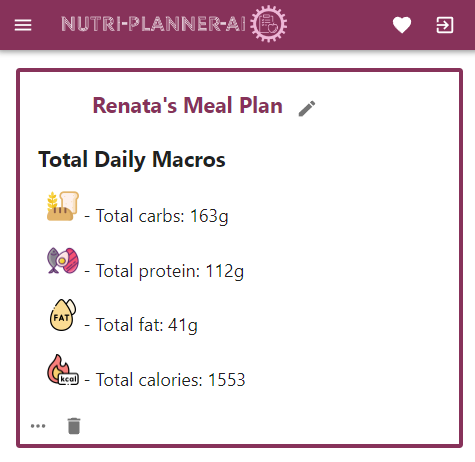 NUTRI-PLANNER-AI
Renata's Meal Plan
Total Daily Macros
- Total carbs: 163g
- Total protein: 112g
FAT
- Total fat: 41g
kcal
- Total calories: 1553